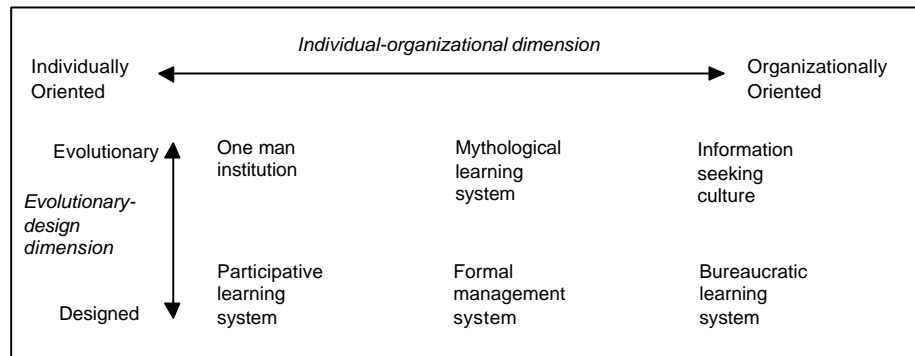 Individual-organizational dimension
Individually
Oriented
Organizationally
Oriented
Evolutionary
One man
institution
Mythological
learning
system
Information
seeking
culture
Evolutionary-
design
dimension
Designed
Participative
learning
system
Formal
management
system
Bureaucratic
learning
system